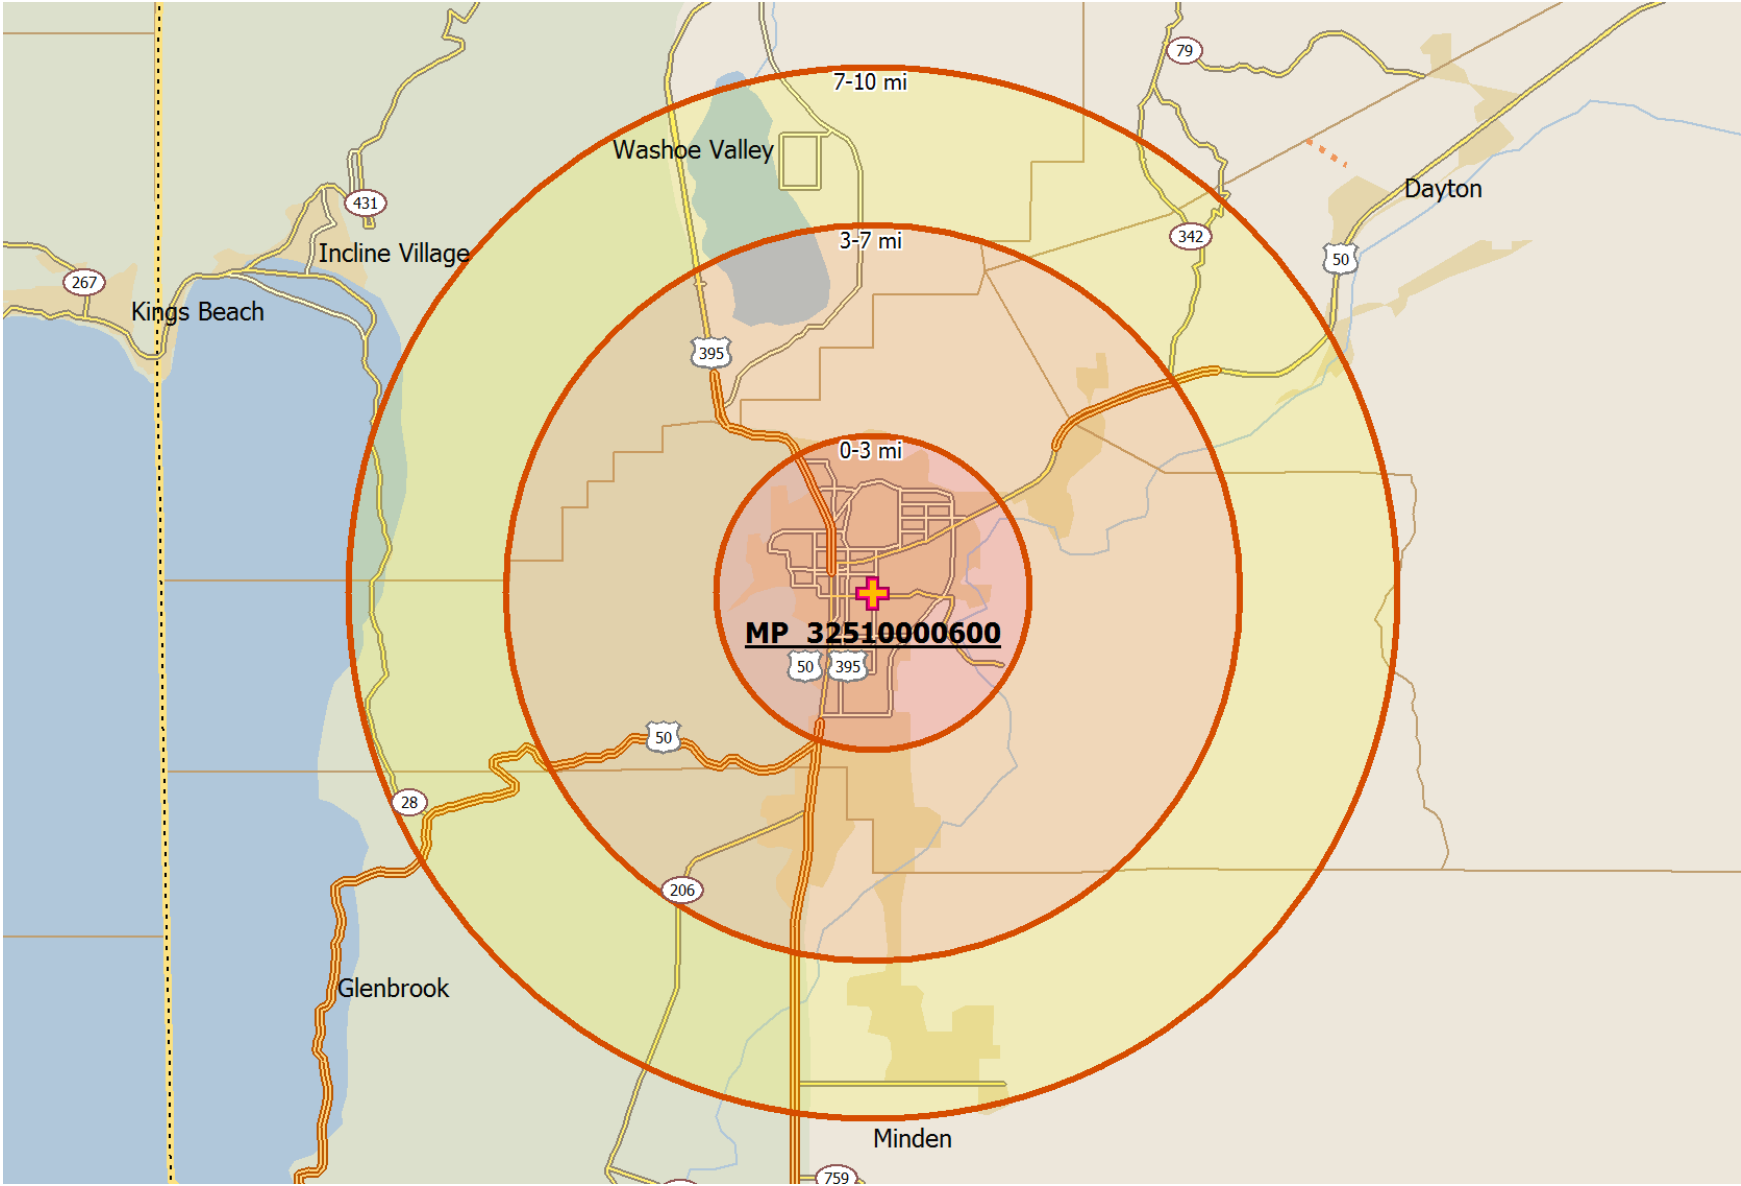 79
7-10 mi
Washoe Valley
Dayton
431
342
3-7 mi
Incline Village
50
267
Kings Beach
395
0-3 mi
MP 32510000600
50
395
50
28
206
Glenbrook
Minden
759